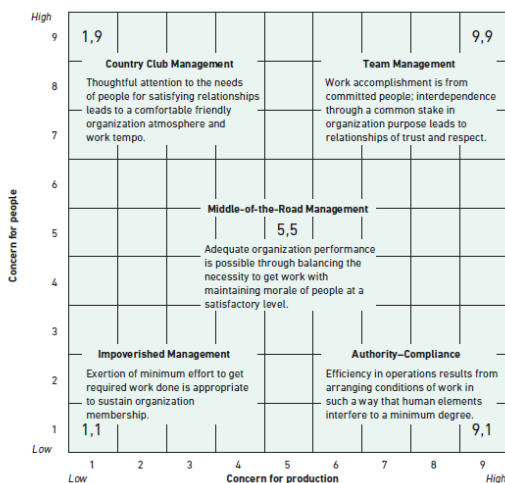 High
9
1,9
9,9
Country Club Management
Thoughtful attention to the needs
of people for satisfying relationships
leads to a comfortable friendly
organization atmosphere and
work tempo.
Team Management
Work accomplishment is from
committed people; interdependence
through a common stake in
organization purpose leads to
relationships of trust and respect.
8
7
6
Concern for people
Middle-of-the-Road Management
5
5,5
Adequate organization performance
is possible through balancing the
necessity to get work with
maintaining morale of people at a
satisfactory level.
4
3
Impoverished Management
Exertion of minimum effort to get
required work done is appropriate
to sustain organization
membership.
Authority–Compliance
Efficiency in operations results from
arranging conditions of work in
such a way that human elements
interfere to a minimum degree.
2
1
1,1
9,1
Low
1 2 3 4 5 6 7 8 9
Low Concern for production High